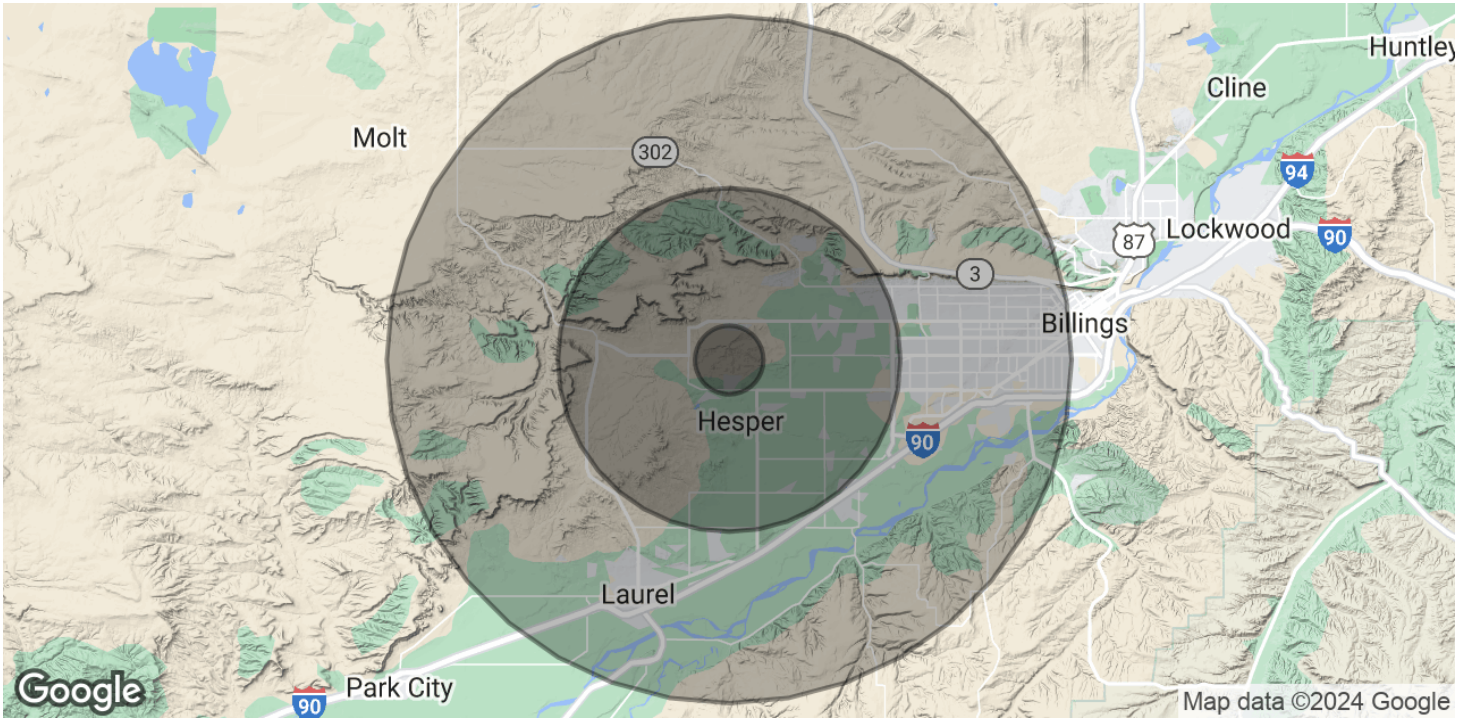 Huntley
Cline
Molt
302
94
87
Lockwood
90
3
Billings
Hesper
90
Laurel
Park City
90
Google
Map data ©2024 Google